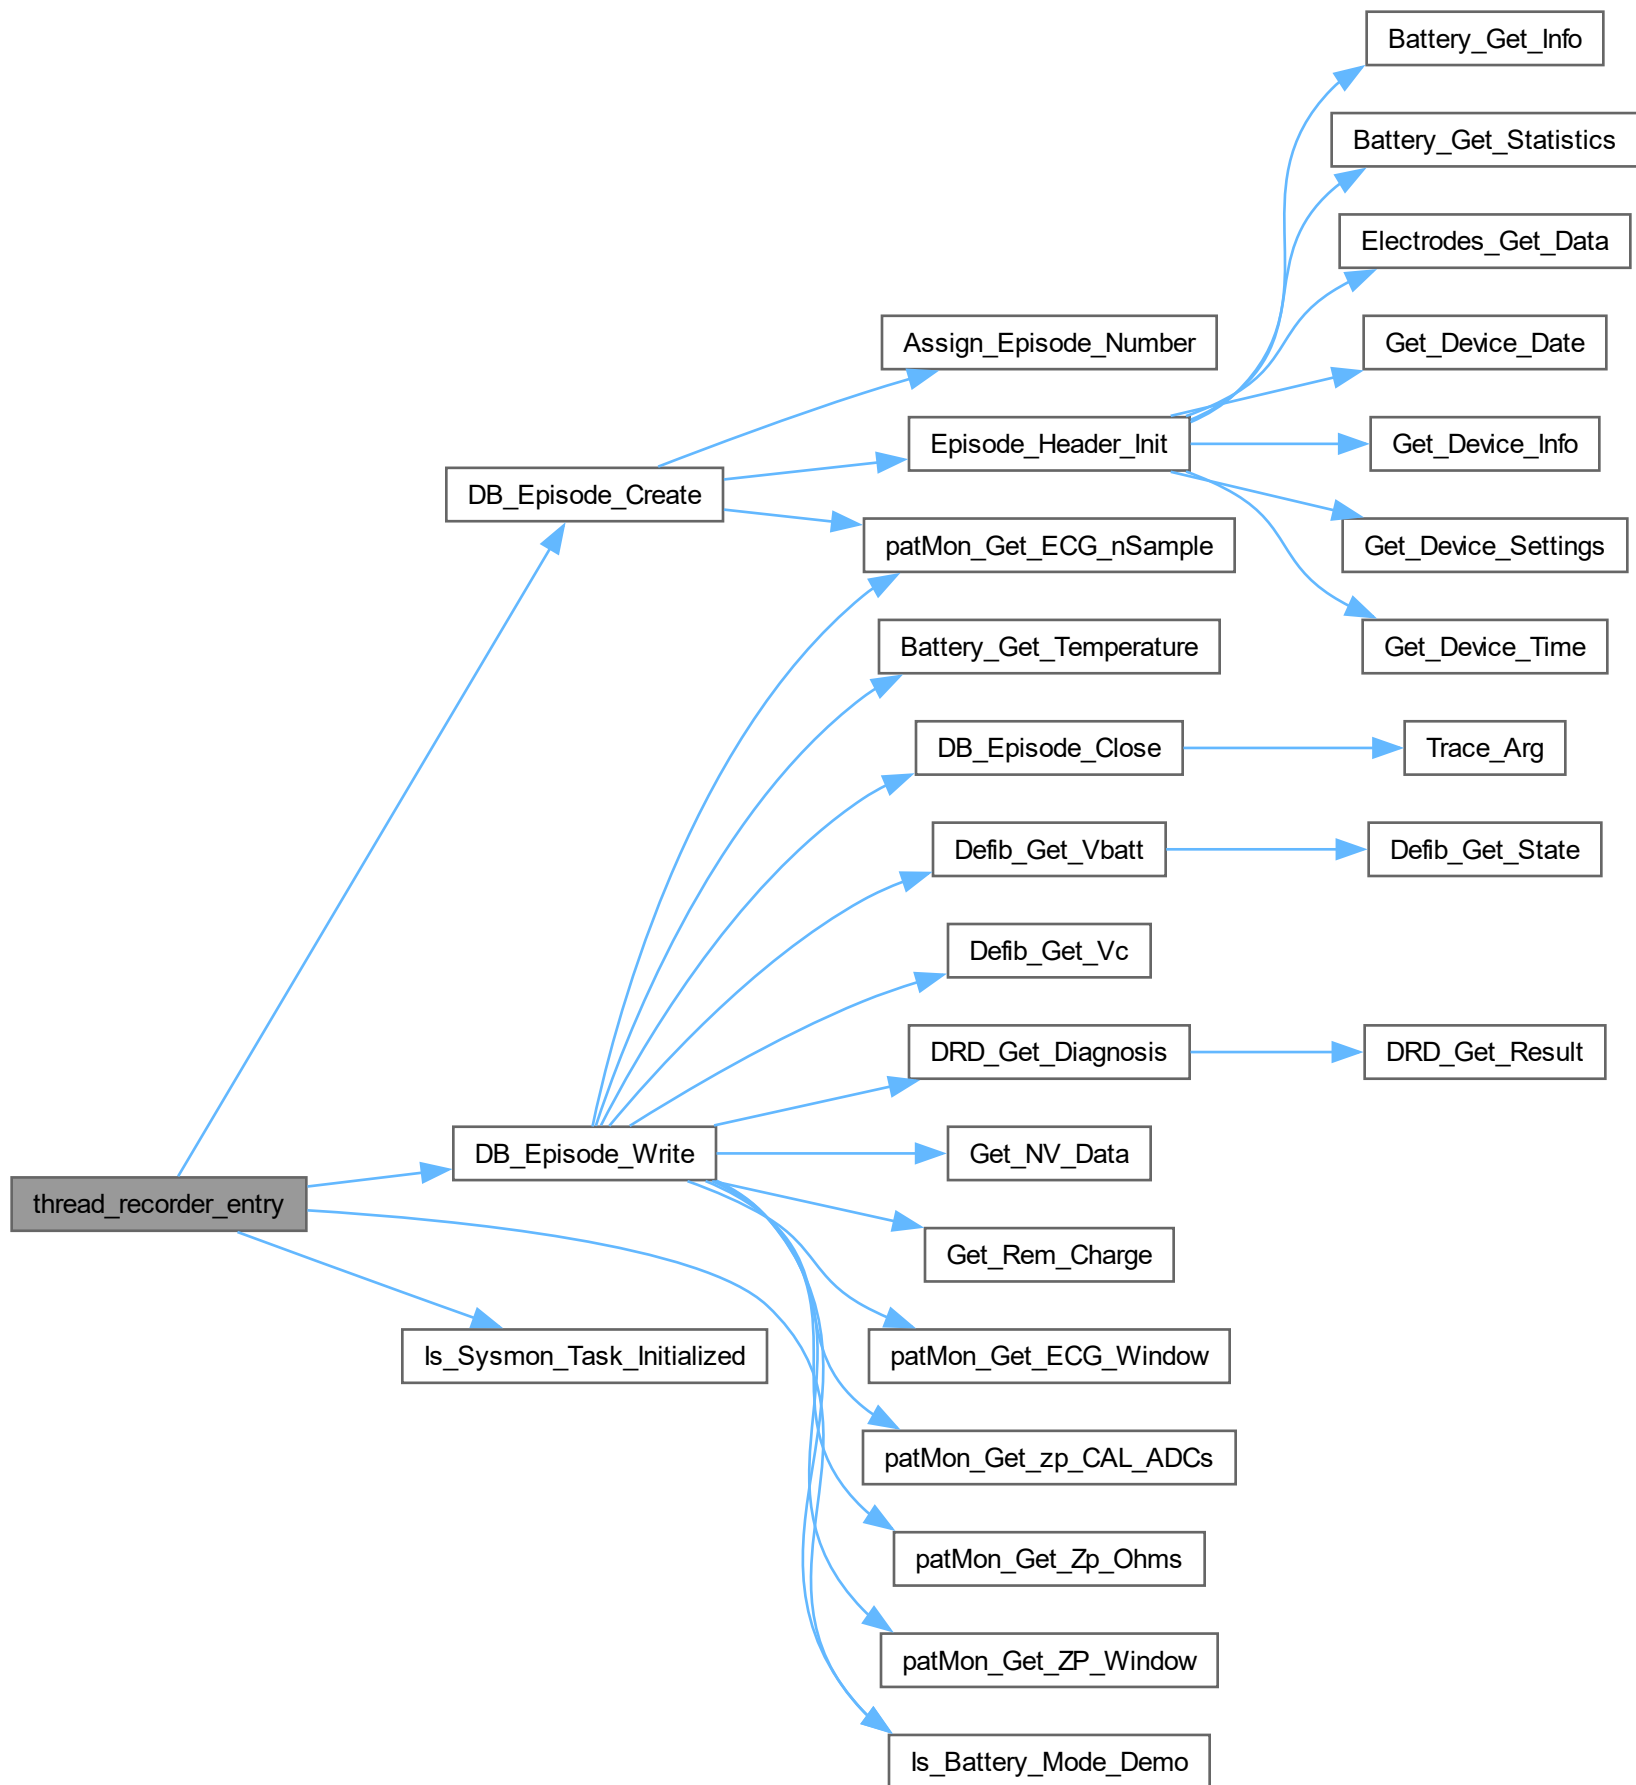 Battery_Get_Info
Battery_Get_Statistics
Electrodes_Get_Data
Assign_Episode_Number
Get_Device_Date
Episode_Header_Init
Get_Device_Info
DB_Episode_Create
patMon_Get_ECG_nSample
Get_Device_Settings
Battery_Get_Temperature
Get_Device_Time
DB_Episode_Close
Trace_Arg
Defib_Get_Vbatt
Defib_Get_State
Defib_Get_Vc
DRD_Get_Diagnosis
DRD_Get_Result
DB_Episode_Write
Get_NV_Data
thread_recorder_entry
Get_Rem_Charge
Is_Sysmon_Task_Initialized
patMon_Get_ECG_Window
patMon_Get_zp_CAL_ADCs
patMon_Get_Zp_Ohms
patMon_Get_ZP_Window
Is_Battery_Mode_Demo